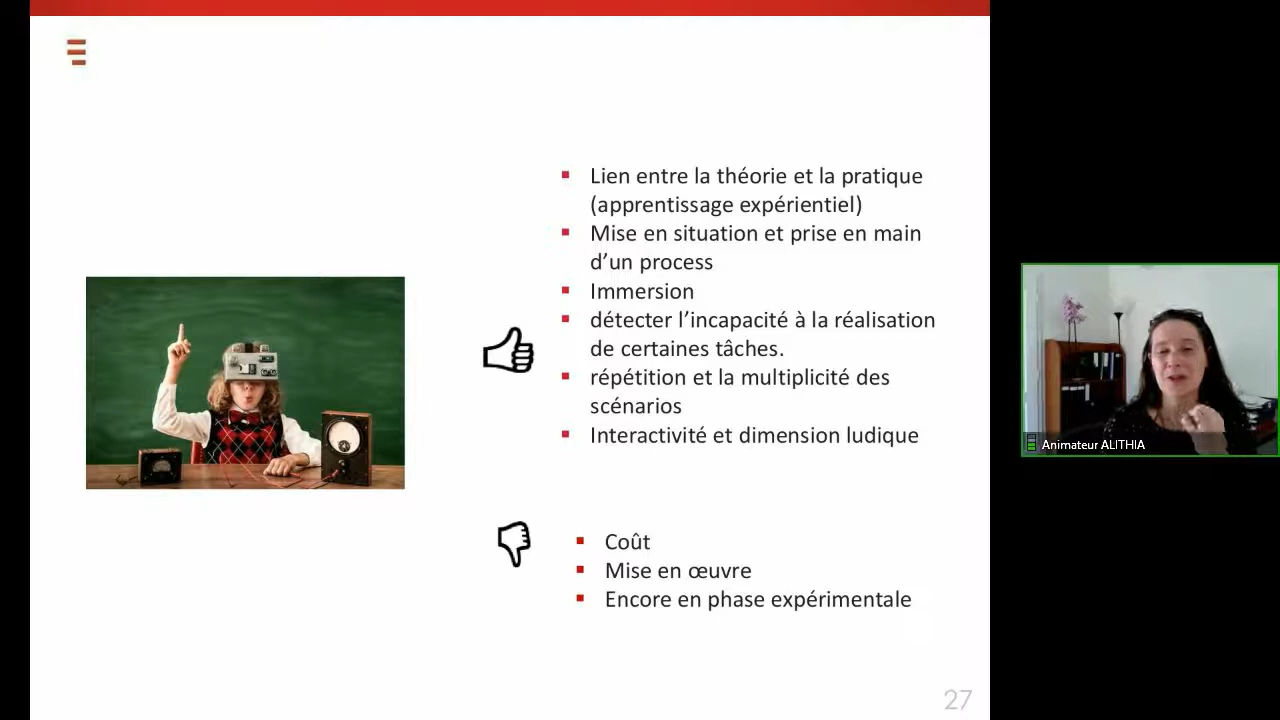 Lien entre la théorie et la pratique
(apprentissage expérientiel)
Mise en situation et prise en main
d’un process
Immersion
détecter l’incapacité à la réalisation
de certaines tâches.
répétition et la multiplicité des
scénarios
Interactivité et dimension ludique
Coût
Mise en œuvre
Encore en phase expérimentale
27
Animateur ALITHIA